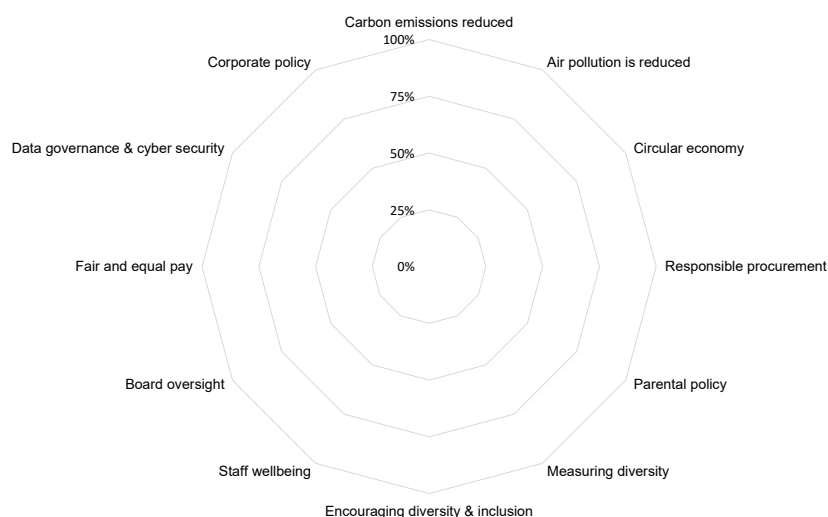 Carbon emissions reduced
100%
Corporate policy
Air pollution is reduced
75%
Data governance & cyber security
50%
Circular economy
25%
Fair and equal pay
0%
Responsible procurement
Board oversight
Parental policy
Staff wellbeing
Measuring diversity
Encouraging diversity & inclusion